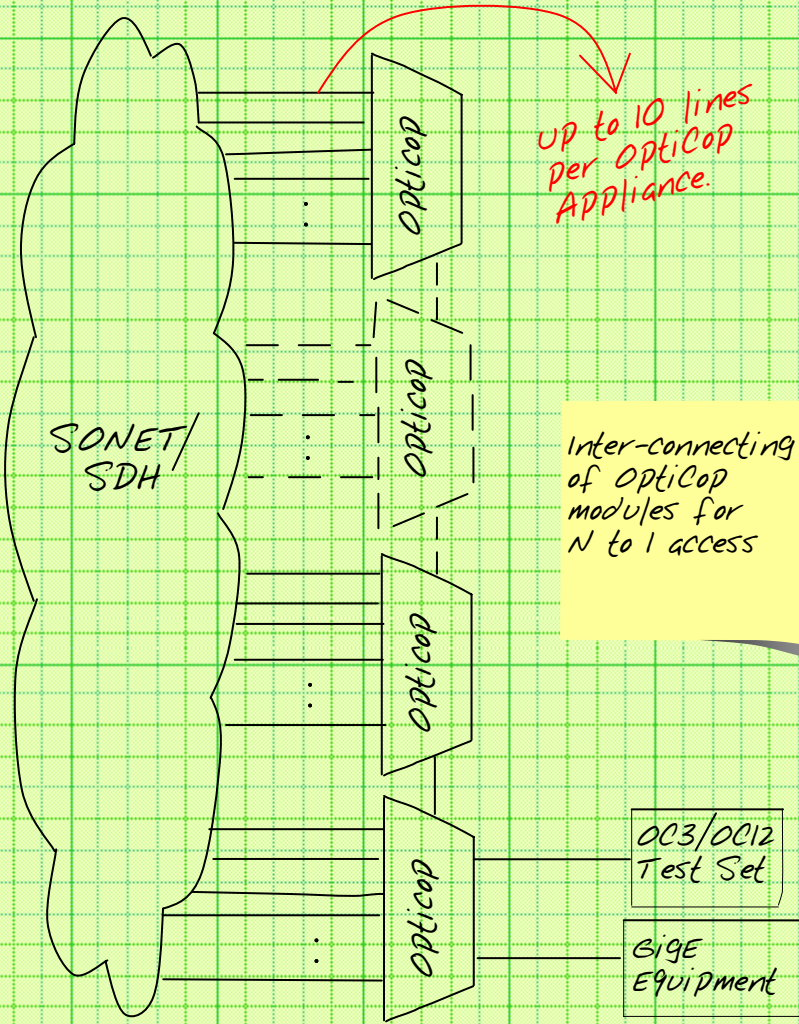 up to 10 lines
per OptiCop
Appliance.
OptiCop
OptiCop
SONET/
SDH
Inter-connecting
of OptiCop
modules for
N to 1 access
OptiCop
OptiCop
OC3/OC12
Test Set
GigE
Equipment